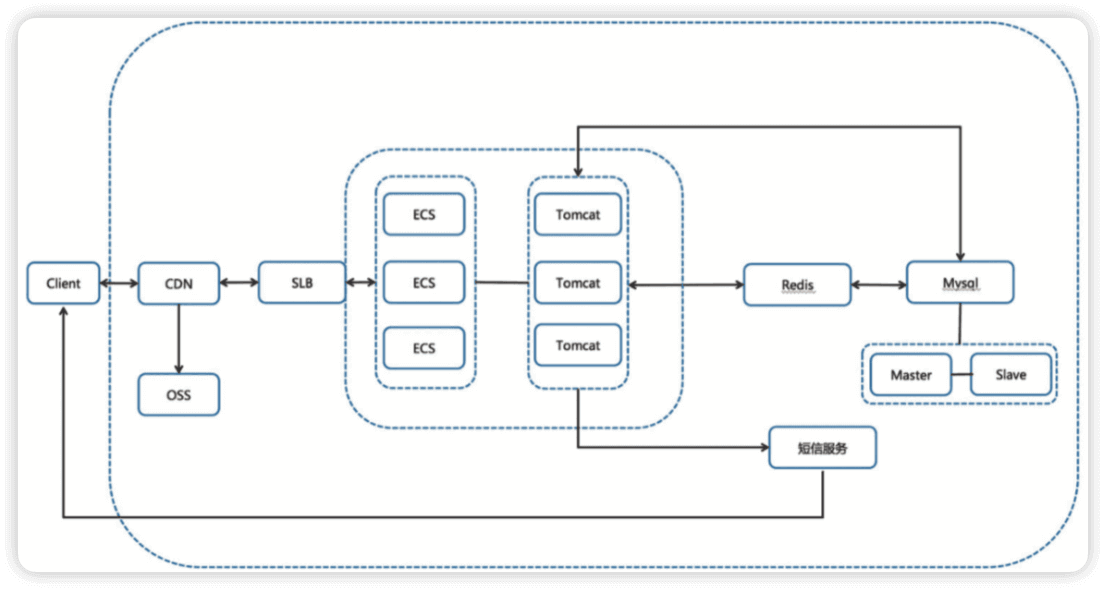 ECS
Tomcat
Client
CDN
SLB
ECS
Tomcat
Redis
Mysql
ECS
Tomcat
OSS
Master
Slave
短信服务